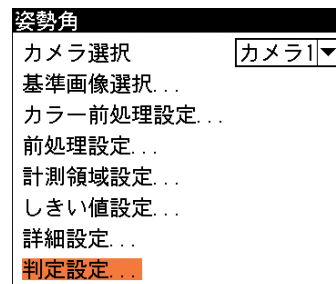 姿勢角
カメラ選択 カメラ1
基準画像選択...
カラー前処理設定...
前処理設定...
計測領域設定...
しきい値設定...
詳細設定...
判定設定...